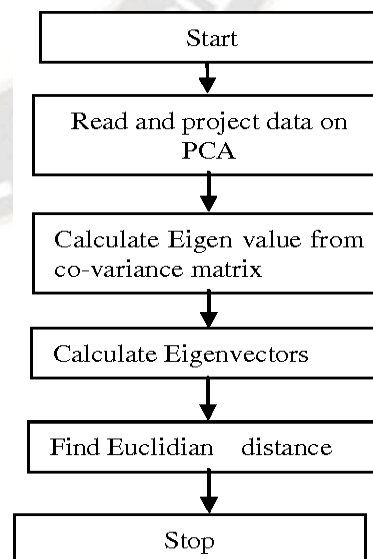 Start
Read and project data on
PCA
Calculate Eigen value from
co-variance matrix
Calculate Eigenvectors
Find Euclidian distance
Stop